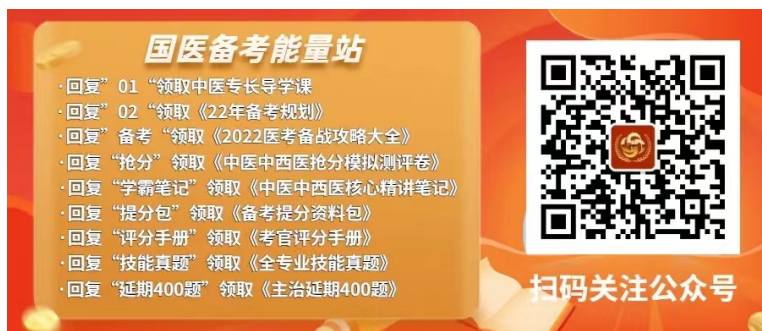 国医备考能量站
·回复”01“领取中医专长导学课
·回复”02“领取《22年备考规划》
·回复”备考“领取《2022医考备战攻略大全》
·回复“抢分”领取《中医中西医抢分模拟测评卷》
·回复“学霸笔记”领取《中医中西医核心精讲笔记》
·回复“提分包”领取《备考提分资料包》
·回复“评分手册”领取《考官评分手册》
·回复“技能真题”领取《全专业技能真题》
·回复“延期400题”领取《主治延期400题》
扫码关注公众号